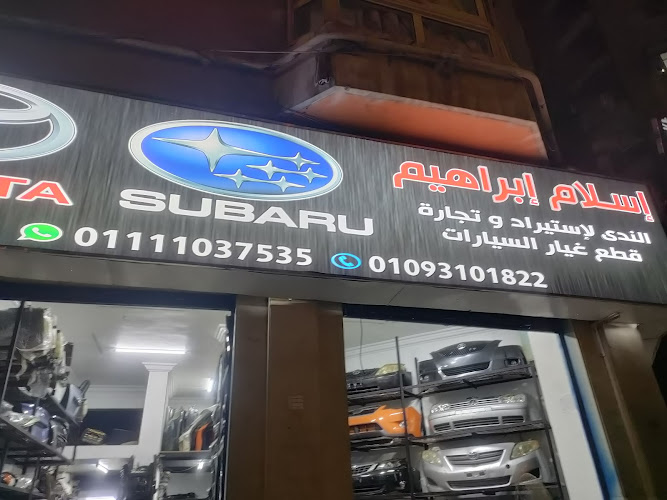 إسلام إبراهيم
الندى لإستيراد و تجارة
قطع غيار السيارات
SUBARU
TA
01111037535
01093101822